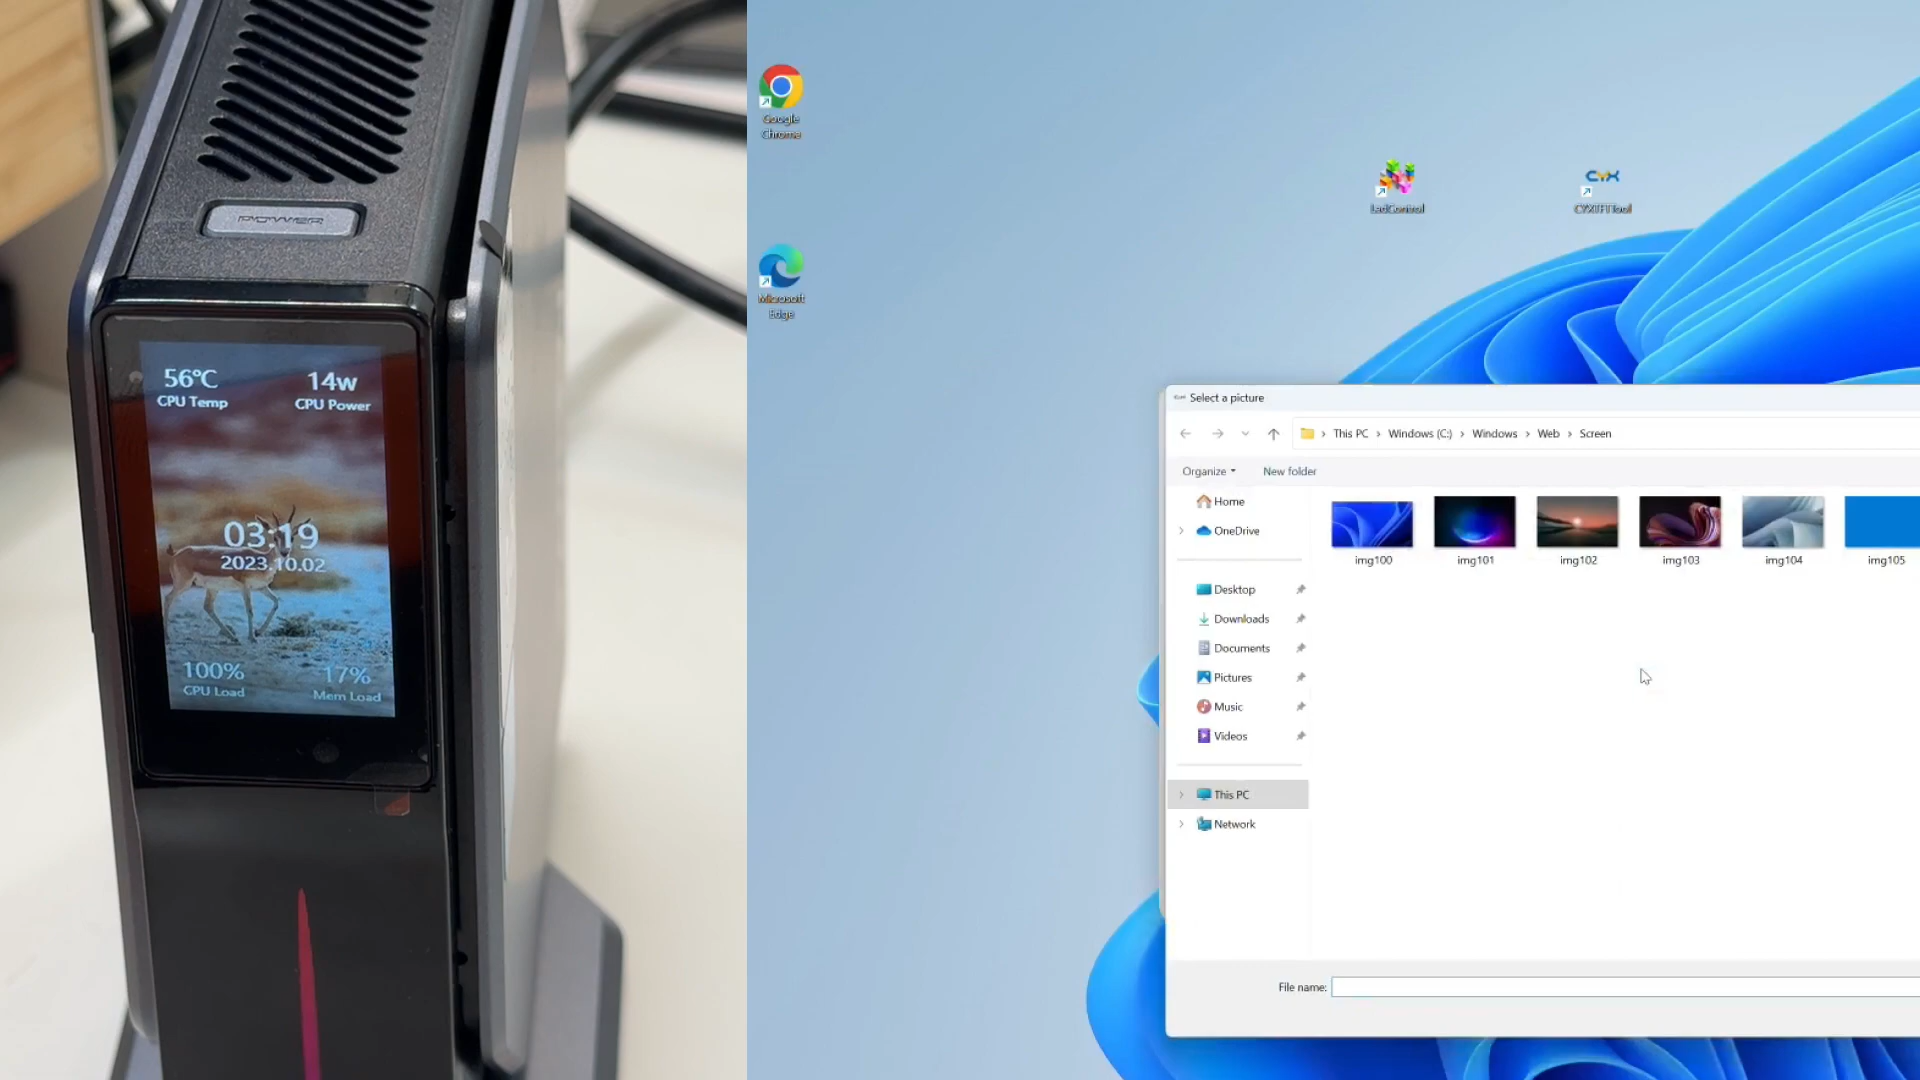 POWER
56℃
CPU Temp
14w
CPU Power
03:19
2023.10.02
100%
CPU Load
17%
Mem Load
Google
Chrome
Microsoft
Edge
LedControl
CYX
CYXTFTTool
Select a picture
This PC > Windows (C:) > Windows > Web > Screen
Organize
New folder
Home
OneDrive
Desktop
Downloads
Documents
Pictures
Music
Videos
This PC
Network
img100
img101
img102
img103
img104
img105
File name: